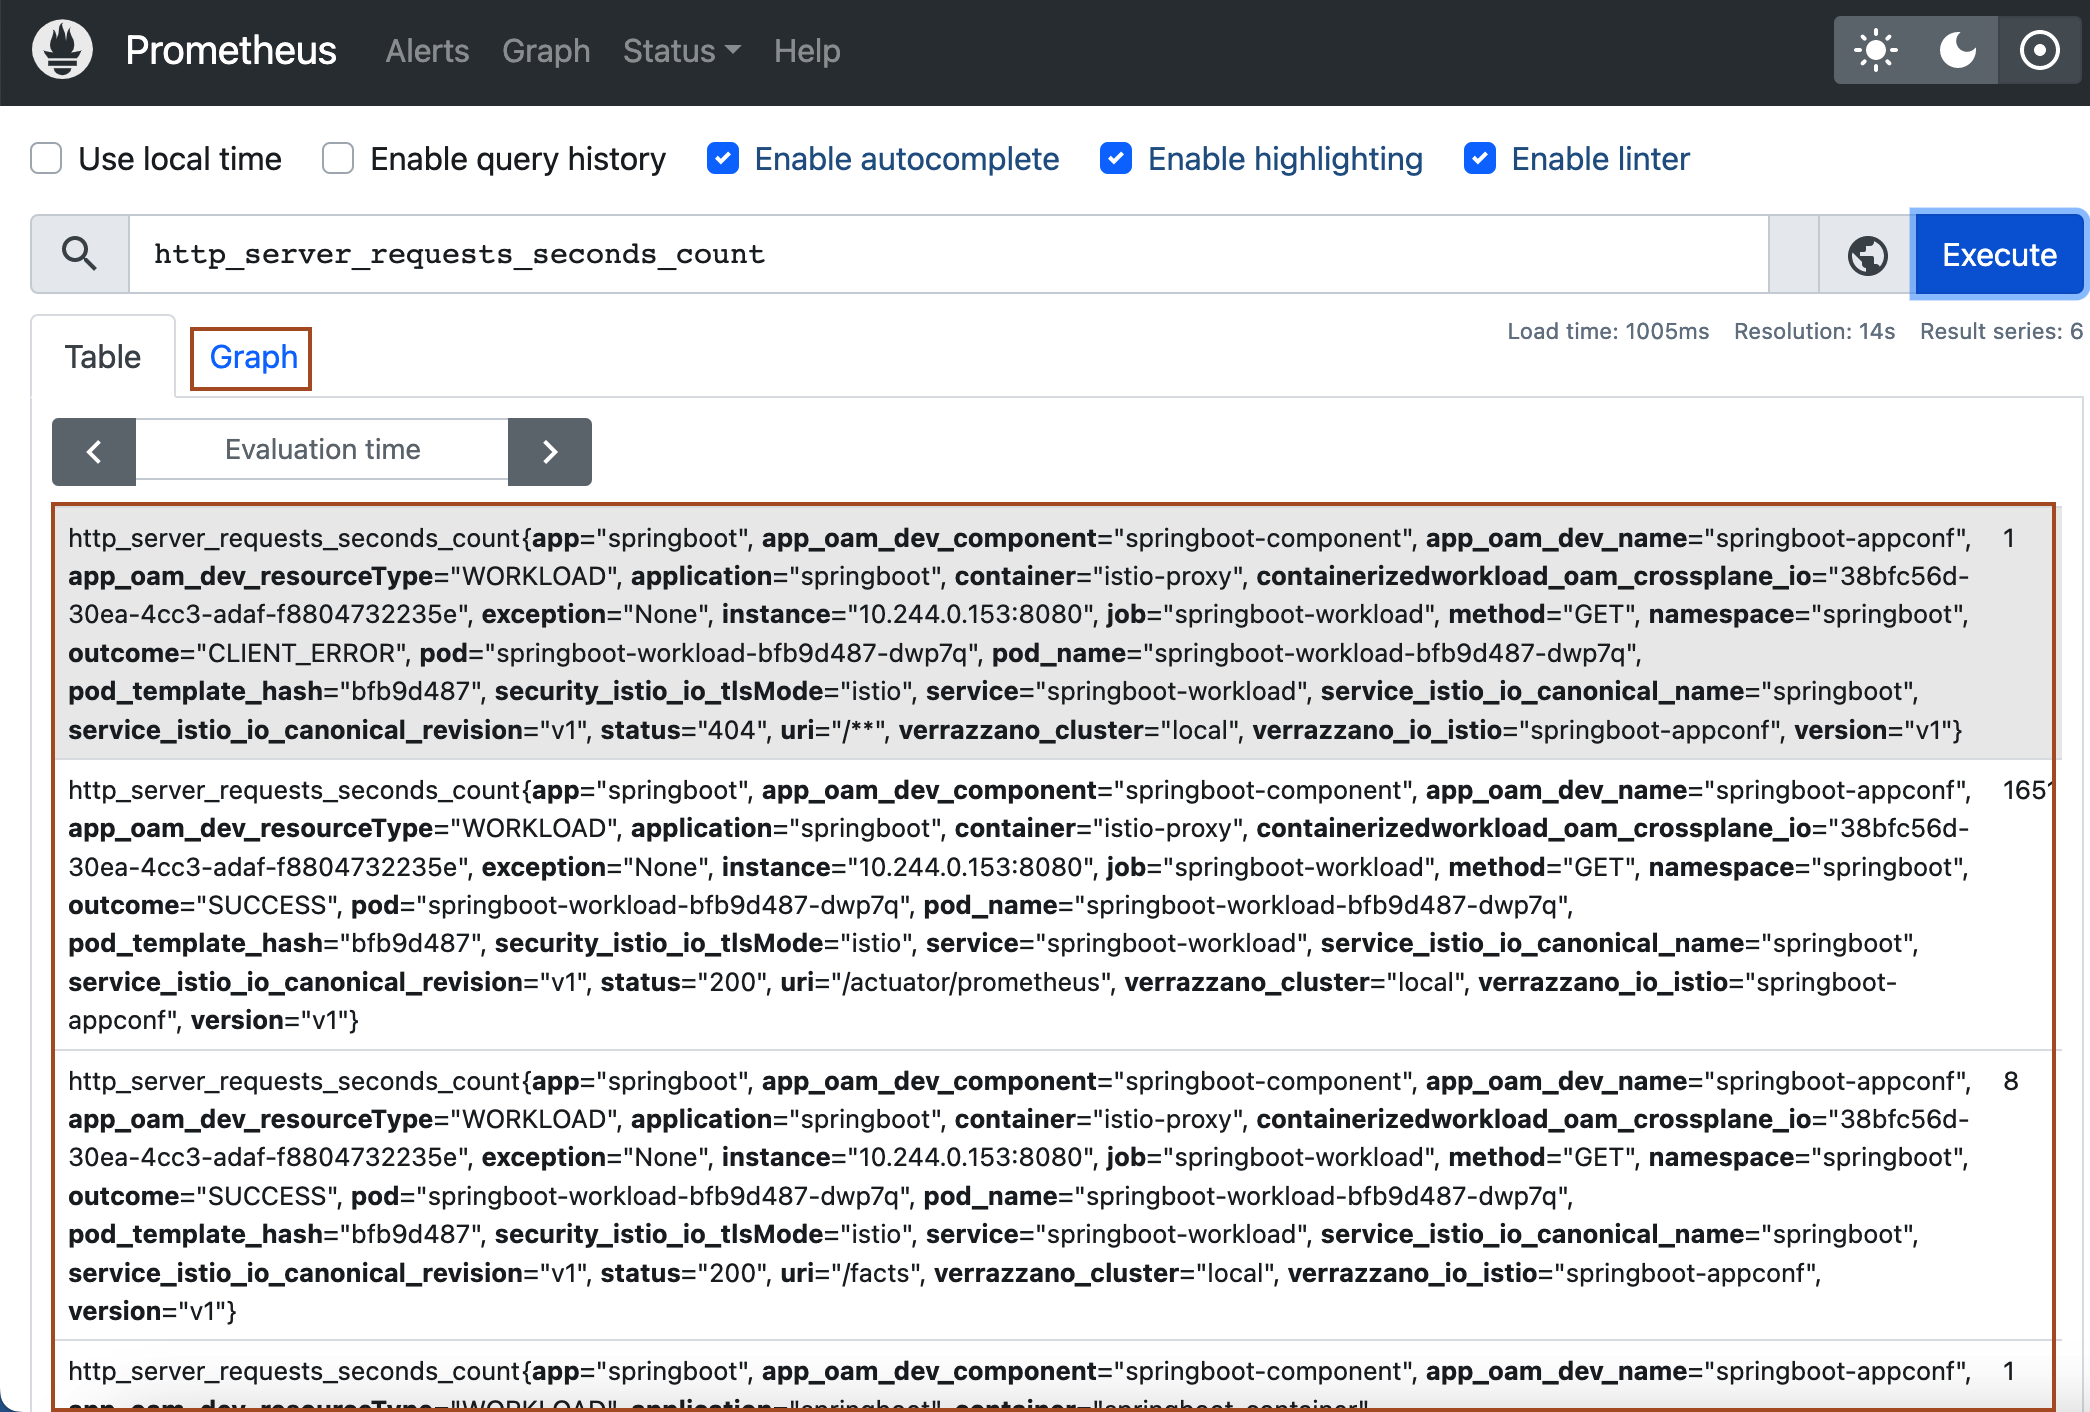 Prometheus Alerts Graph Status Help
Use local time Enable query history Enable autocomplete Enable highlighting Enable linter
http_server_requests_seconds_count Execute
Table Graph Load time: 1005ms Resolution: 14s Result series: 6
Evaluation time
http_server_requests_seconds_count{app="springboot", app_oam_dev_component="springboot-component", app_oam_dev_name="springboot-appconf", 1
app_oam_dev_resourceType="WORKLOAD", application="springboot", container="istio-proxy", containerizedworkload_oam_crossplane_io="38bfc56d-
30ea-4cc3-adaf-f8804732235e", exception="None", instance="10.244.0.153:8080", job="springboot-workload", method="GET", namespace="springboot",
outcome="CLIENT_ERROR", pod="springboot-workload-bfb9d487-dwp7q", pod_name="springboot-workload-bfb9d487-dwp7q",
pod_template_hash="bfb9d487", security_istio_io_tlsMode="istio", service="springboot-workload", service_istio_io_canonical_name="springboot",
service_istio_io_canonical_revision="v1", status="404", uri="/**", verrazzano_cluster="local", verrazzano_io_istio="springboot-appconf", version="v1"}
http_server_requests_seconds_count{app="springboot", app_oam_dev_component="springboot-component", app_oam_dev_name="springboot-appconf", 1651
app_oam_dev_resourceType="WORKLOAD", application="springboot", container="istio-proxy", containerizedworkload_oam_crossplane_io="38bfc56d-
30ea-4cc3-adaf-f8804732235e", exception="None", instance="10.244.0.153:8080", job="springboot-workload", method="GET", namespace="springboot",
outcome="SUCCESS", pod="springboot-workload-bfb9d487-dwp7q", pod_name="springboot-workload-bfb9d487-dwp7q",
pod_template_hash="bfb9d487", security_istio_io_tlsMode="istio", service="springboot-workload", service_istio_io_canonical_name="springboot",
service_istio_io_canonical_revision="v1", status="200", uri="/actuator/prometheus", verrazzano_cluster="local", verrazzano_io_istio="springboot-
appconf", version="v1"}
http_server_requests_seconds_count{app="springboot", app_oam_dev_component="springboot-component", app_oam_dev_name="springboot-appconf", 8
app_oam_dev_resourceType="WORKLOAD", application="springboot", container="istio-proxy", containerizedworkload_oam_crossplane_io="38bfc56d-
30ea-4cc3-adaf-f8804732235e", exception="None", instance="10.244.0.153:8080", job="springboot-workload", method="GET", namespace="springboot",
outcome="SUCCESS", pod="springboot-workload-bfb9d487-dwp7q", pod_name="springboot-workload-bfb9d487-dwp7q",
pod_template_hash="bfb9d487", security_istio_io_tlsMode="istio", service="springboot-workload", service_istio_io_canonical_name="springboot",
service_istio_io_canonical_revision="v1", status="200", uri="/facts", verrazzano_cluster="local", verrazzano_io_istio="springboot-appconf",
version="v1"}
http_server_requests_seconds_count{app="springboot", app_oam_dev_component="springboot-component", app_oam_dev_name="springboot-appconf", 1
app_oam_dev_resourceType="WORKLOAD", application="springboot", container="springboot-container",